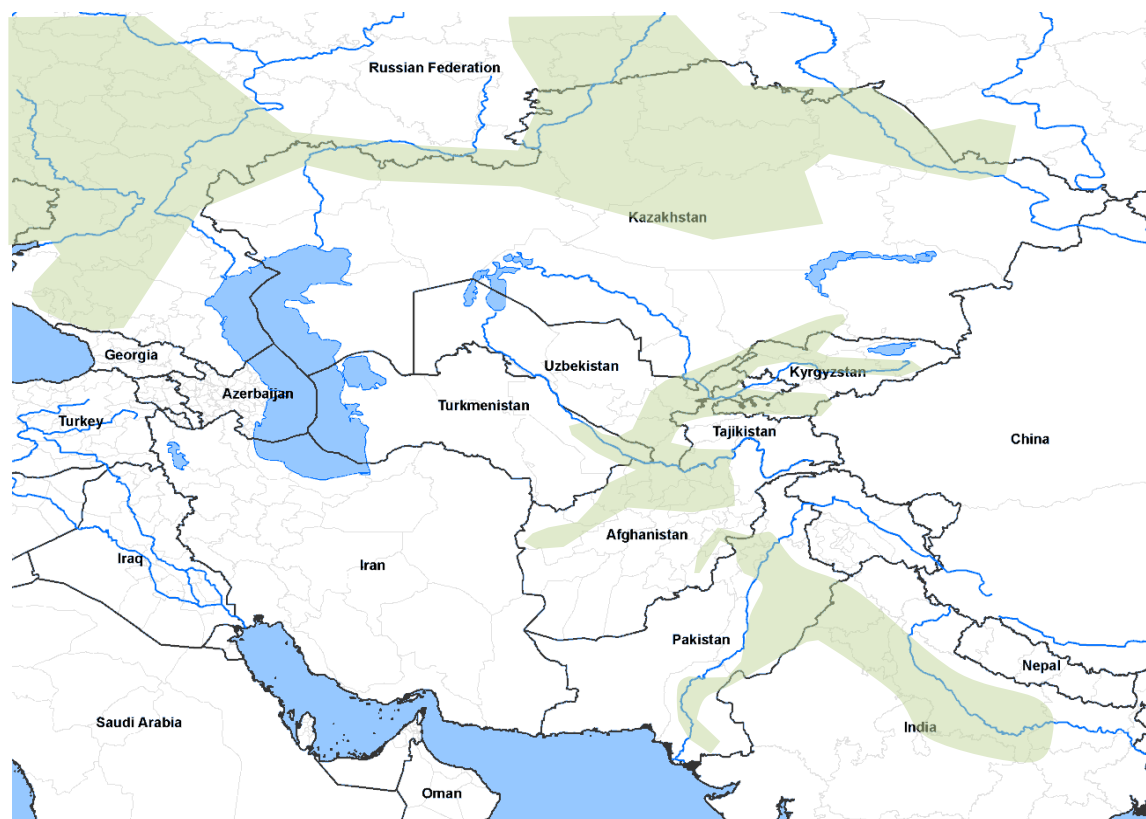 Russian Federation
Kazakhstan
Georgia
Uzbekistan
Kyrgyzstan
Azerbaijan
Turkmenistan
Turkey
Tajikistan
China
Afghanistan
Iraq
Iran
Pakistan
Nepal
Saudi Arabia
India
Oman